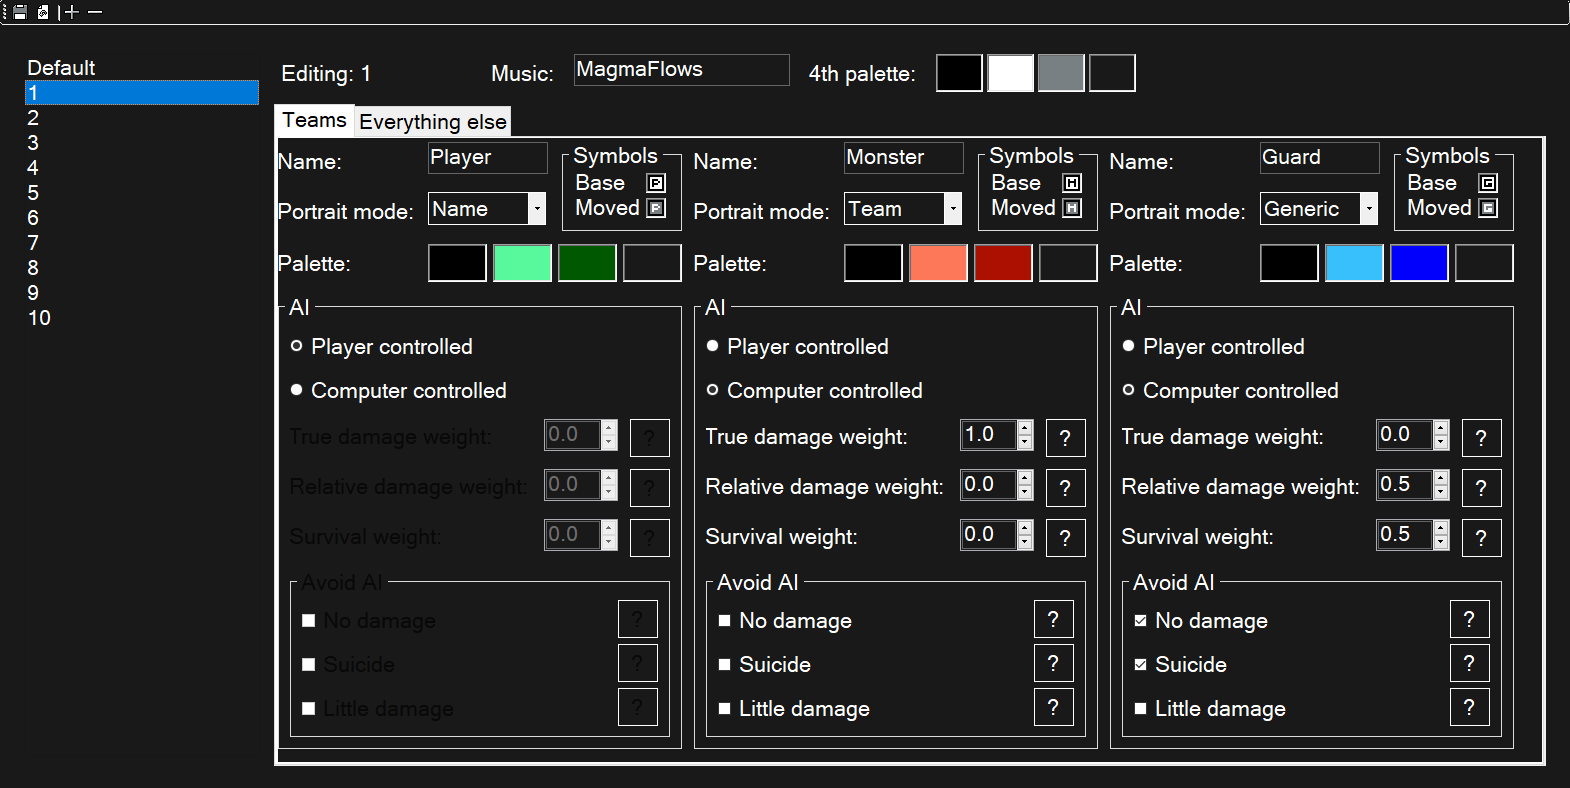 Default
1
2
3
4
5
6
7
8
9
10
Editing: 1 Music: MagmaFlows 4th palette:
Teams Everything else
Name: Player
Symbols
Base P
Moved P
Portrait mode: Name
Palette:
AI
Player controlled
Computer controlled
True damage weight: 0.0 ?
Relative damage weight: 0.0 ?
Survival weight: 0.0 ?
Avoid AI
No damage ?
Suicide ?
Little damage ?
Name: Monster
Symbols
Base M
Moved M
Portrait mode: Team
Palette:
AI
Player controlled
Computer controlled
True damage weight: 1.0 ?
Relative damage weight: 0.0 ?
Survival weight: 0.0 ?
Avoid AI
No damage ?
Suicide ?
Little damage ?
Name: Guard
Symbols
Base G
Moved G
Portrait mode: Generic
Palette:
AI
Player controlled
Computer controlled
True damage weight: 0.0 ?
Relative damage weight: 0.5 ?
Survival weight: 0.5 ?
Avoid AI
No damage ?
Suicide ?
Little damage ?